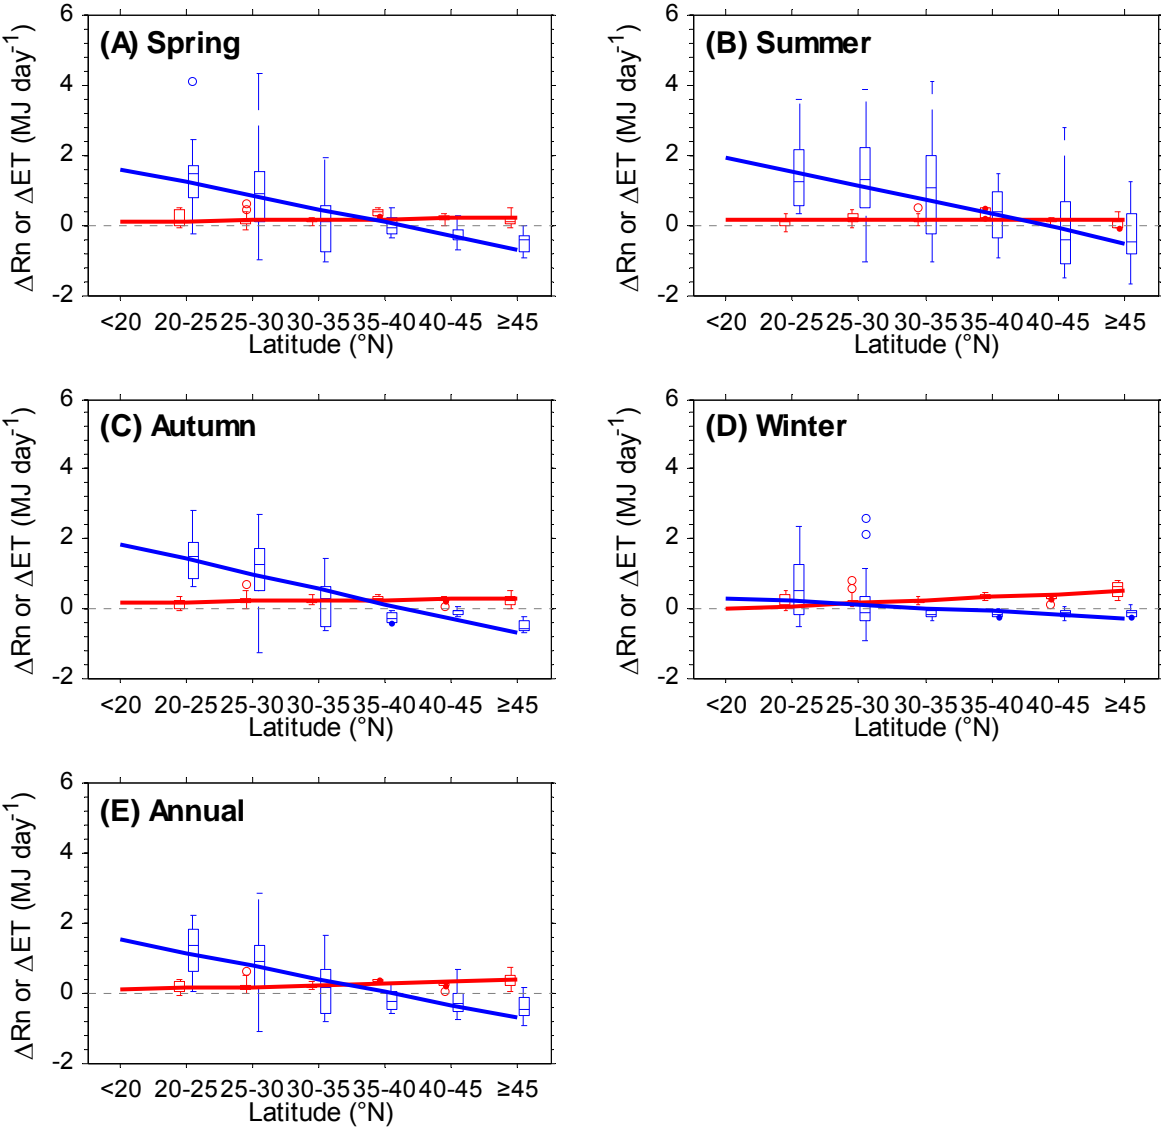 (A) Spring
ΔRn or ΔET (MJ day⁻¹)
6
4
2
0
-2
<20 20-25 25-30 30-35 35-40 40-45 ≥45
Latitude (°N)
(B) Summer
ΔRn or ΔET (MJ day⁻¹)
6
4
2
0
-2
<20 20-25 25-30 30-35 35-40 40-45 ≥45
Latitude (°N)
(C) Autumn
ΔRn or ΔET (MJ day⁻¹)
6
4
2
0
-2
<20 20-25 25-30 30-35 35-40 40-45 ≥45
Latitude (°N)
(D) Winter
ΔRn or ΔET (MJ day⁻¹)
6
4
2
0
-2
<20 20-25 25-30 30-35 35-40 40-45 ≥45
Latitude (°N)
(E) Annual
ΔRn or ΔET (MJ day⁻¹)
6
4
2
0
-2
<20 20-25 25-30 30-35 35-40 40-45 ≥45
Latitude (°N)